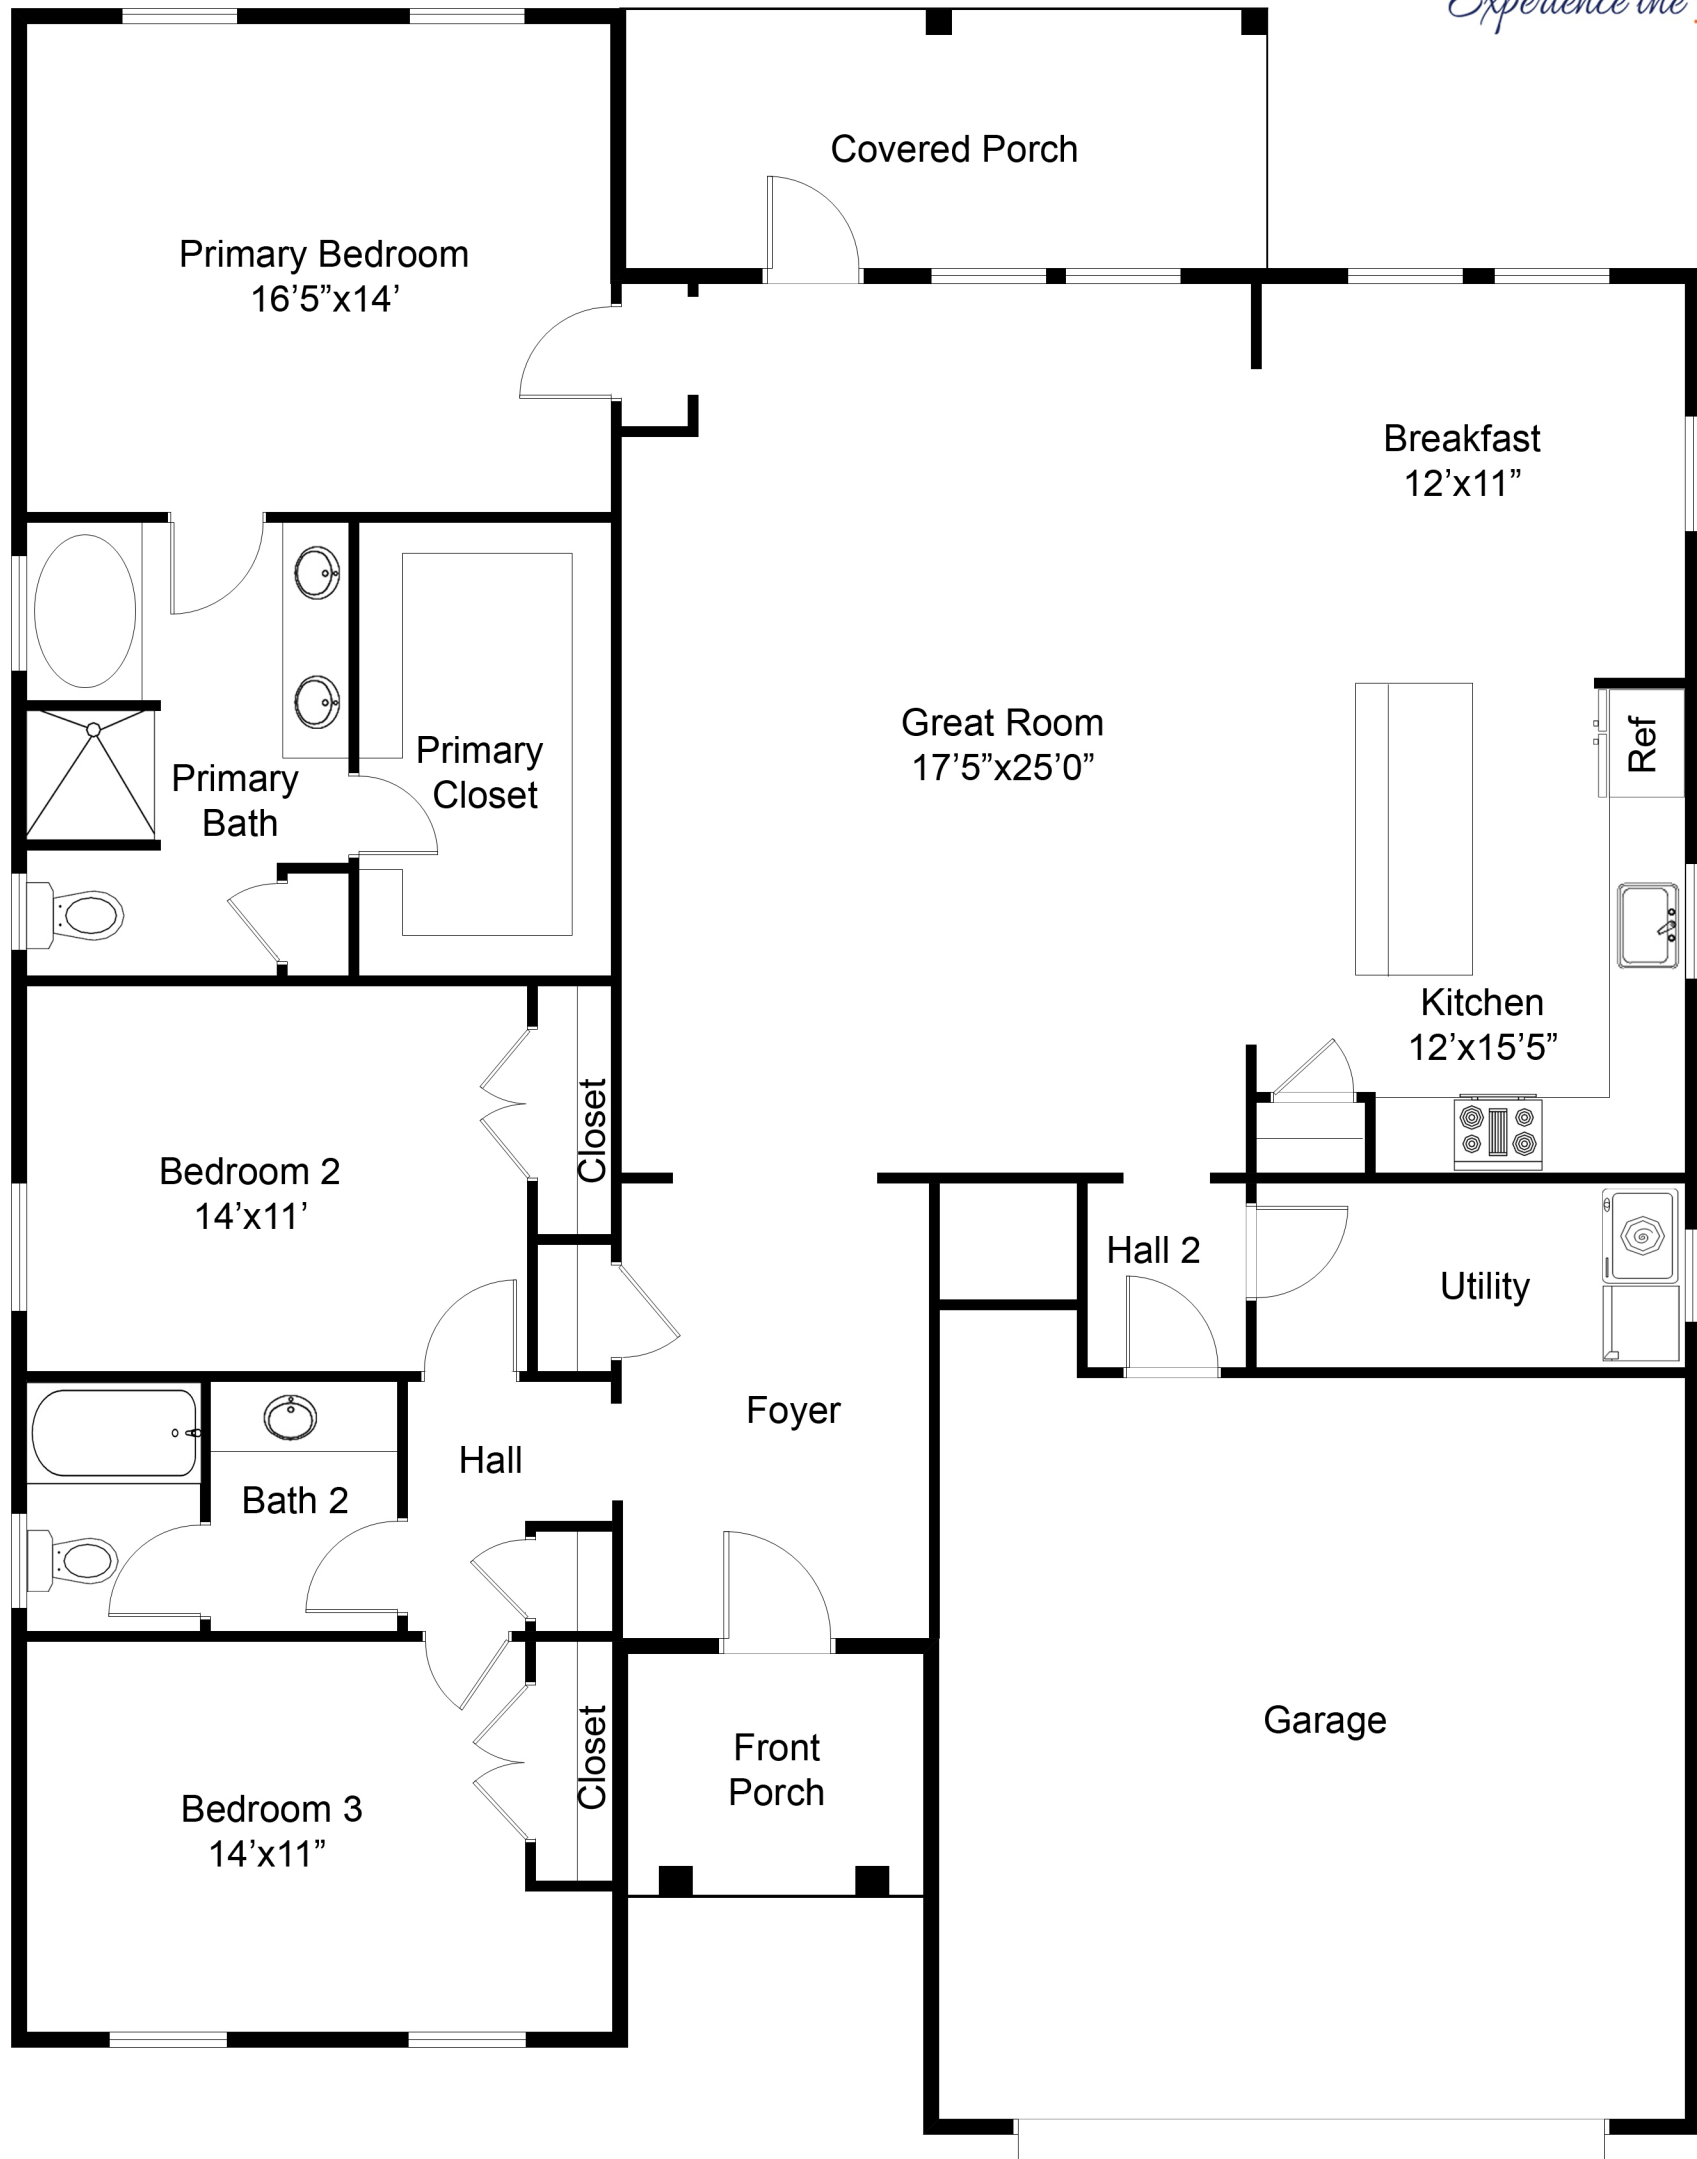 Experience the
Covered Porch
Primary Bedroom
16’5”x14’
Breakfast
12’x11”
Great Room
17’5”x25’0”
Ref
Primary
Closet
Primary
Bath
Kitchen
12’x15’5”
Closet
Bedroom 2
14’x11’
Hall 2
Utility
Foyer
Hall
Bath 2
Garage
Front
Porch
Closet
Bedroom 3
14’x11”